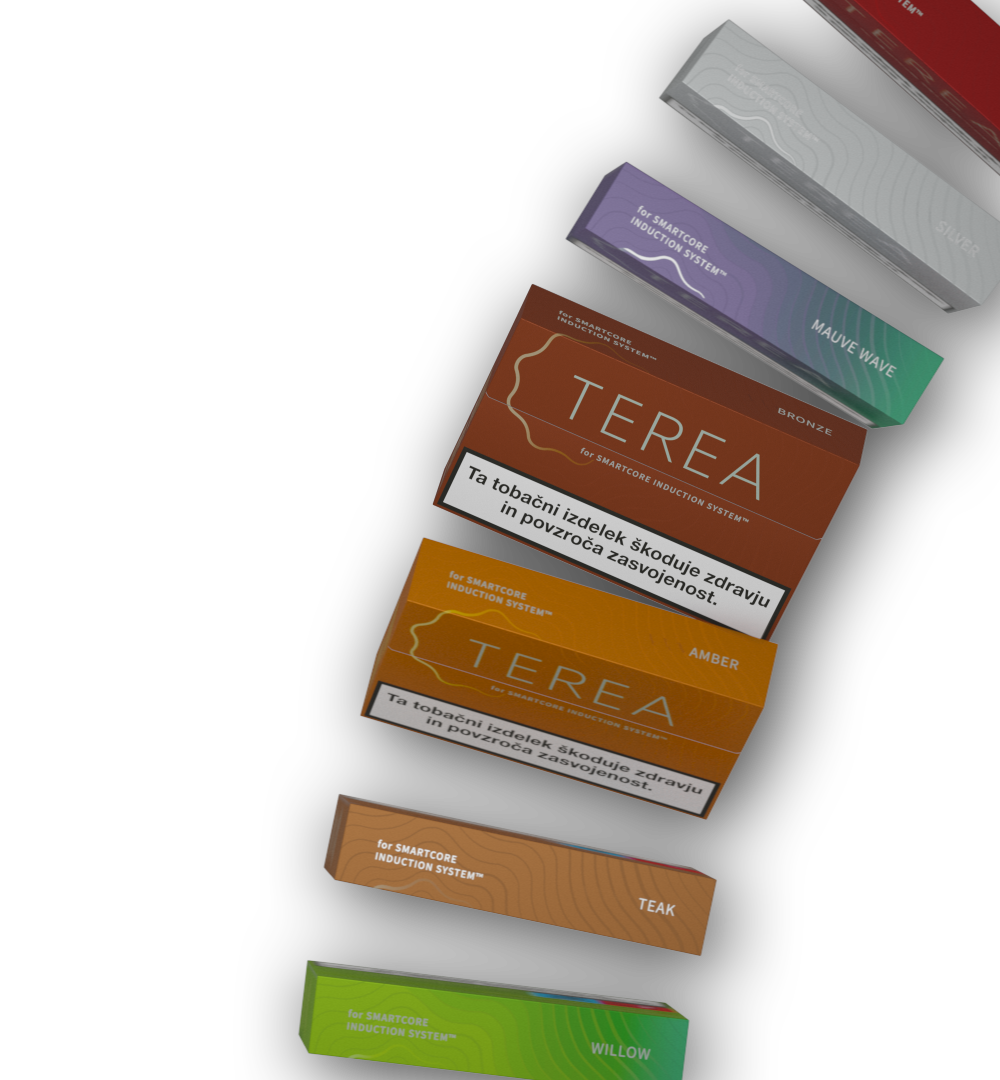 TEM™
TEREA
for SMARTCORE
INDUCTION SYSTEM™
SILVER
for SMARTCORE
INDUCTION SYSTEM™
MAUVE WAVE
for SMARTCORE
INDUCTION SYSTEM™
BRONZE
TEREA
for SMARTCORE INDUCTION SYSTEM™
Ta tobačni izdelek škoduje zdravju
in povzroča zasvojenost.
for SMARTCORE
INDUCTION SYSTEM™
AMBER
TEREA
for SMARTCORE INDUCTION SYSTEM™
Ta tobačni izdelek škoduje zdravju
in povzroča zasvojenost.
for SMARTCORE
INDUCTION SYSTEM™
TEAK
for SMARTCORE
INDUCTION SYSTEM™
WILLOW